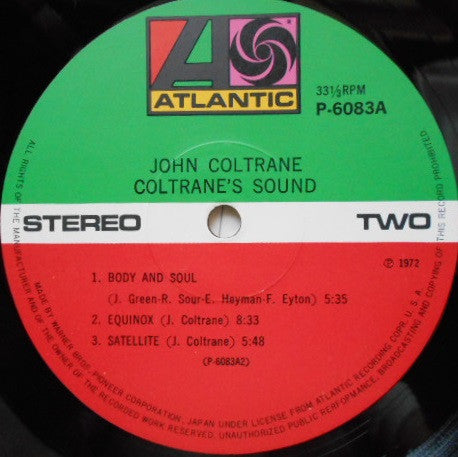 ATLANTIC
33⅓RPM
P-6083A
JOHN COLTRANE
COLTRANE'S SOUND
STEREO
TWO
℗ 1972
1. BODY AND SOUL
(J. Green-R. Sour-E. Hayman-F. Eyton) 5:35
2. EQUINOX (J. Coltrane) 8:33
3. SATELLITE (J. Coltrane) 5:48
(P-6083A2)
ALL RIGHTS OF THE MANUFACTURER AND OF THE OWNER OF THE RECORDED WORK RESERVED. UNAUTHORIZED PUBLIC PERFORMANCE, BROADCASTING AND COPYING OF THIS RECORD PROHIBITED.
MADE BY WARNER BROS.-PIONEER CORPORATION, JAPAN UNDER LICENSE FROM ATLANTIC RECORDING CORP. U.S.A.